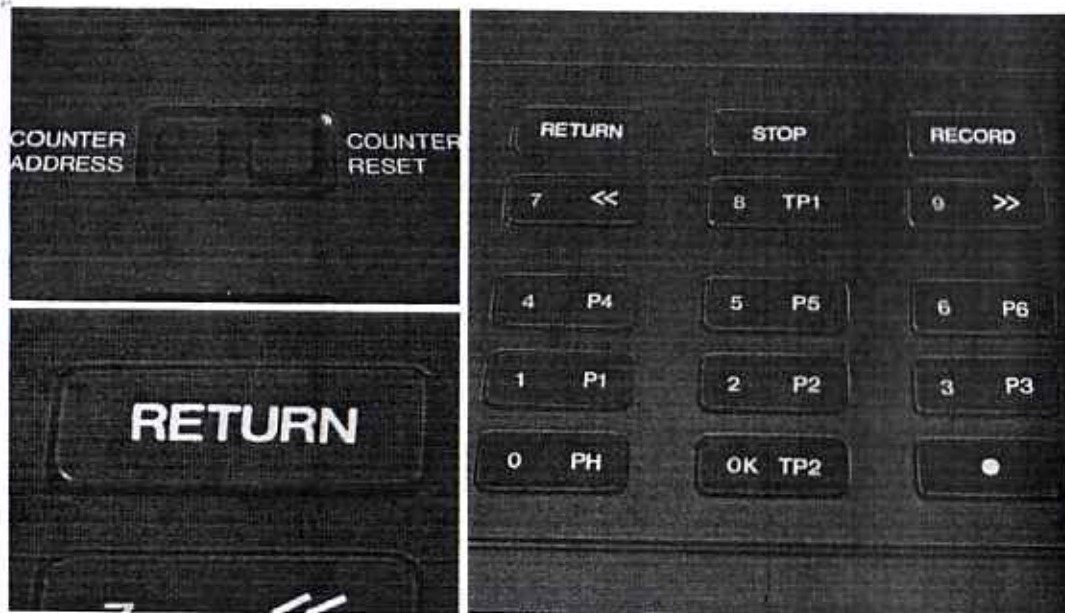 COUNTER
ADDRESS
COUNTER
RESET
RETURN
7 <<
RETURN STOP RECORD
7 << 8 TP1 9 >>
4 P4 5 P5 6 P6
1 P1 2 P2 3 P3
0 PH OK TP2 ●